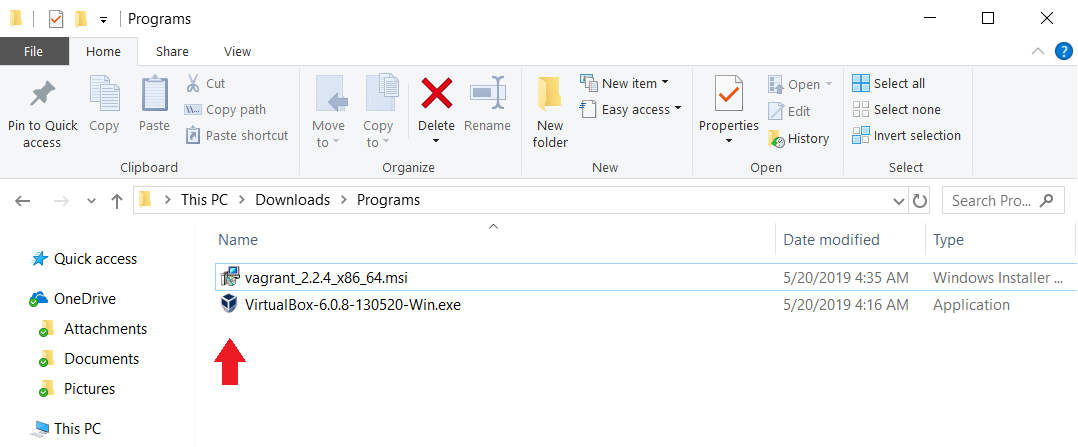 Programs
File Home Share View
Pin to Quick access
Copy
Paste
Cut
Copy path
Paste shortcut
Clipboard
Move to
Copy to
Delete
Rename
Organize
New folder
New item
Easy access
New
Properties
Open
Edit
History
Open
Select all
Select none
Invert selection
Select
This PC > Downloads > Programs
Search Pro...
Name Date modified Type
vagrant_2.2.4_x86_64.msi 5/20/2019 4:35 AM Windows Installer ...
VirtualBox-6.0.8-130520-Win.exe 5/20/2019 4:16 AM Application
Quick access
OneDrive
Attachments
Documents
Pictures
This PC